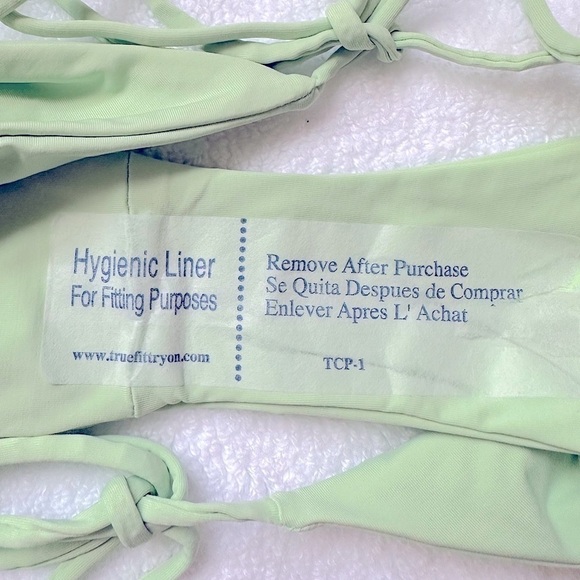 Hygienic Liner
For Fitting Purposes
www.truefittryon.com
Remove After Purchase
Se Quita Despues de Comprar
Enlever Apres L' Achat
TCP-1